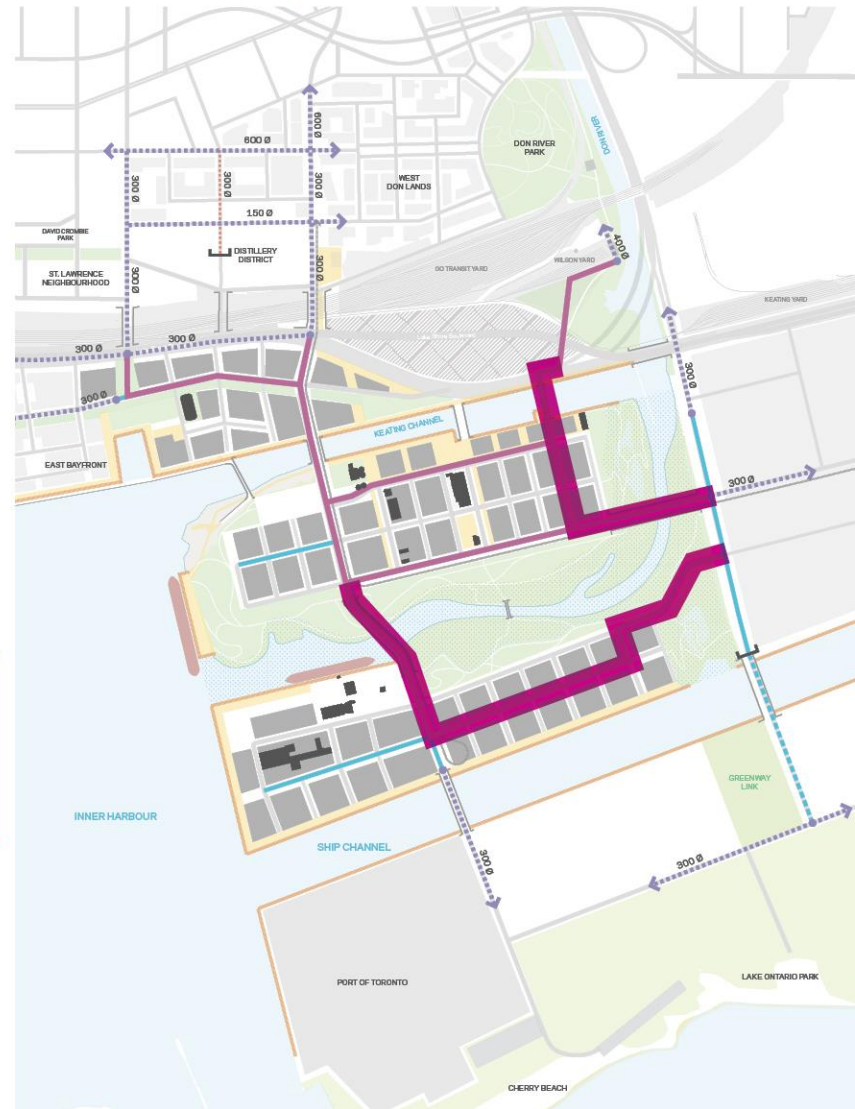 DON RIVER
DON RIVER
PARK
600 Ø
600 Ø
300 Ø
300 Ø
300 Ø
WEST
DON LANDS
150 Ø
DAVID CROMBIE
PARK
DISTILLERY
DISTRICT
400 Ø
300 Ø
300 Ø
GO TRANSIT YARD
WILSON YARD
ST. LAWRENCE
NEIGHBOURHOOD
KEATING YARD
300 Ø
300 Ø
300 Ø
300 Ø
KEATING CHANNEL
EAST BAYFRONT
300 Ø
GREENWAY
LINK
INNER HARBOUR
SHIP CHANNEL
300 Ø
300 Ø
PORT OF TORONTO
LAKE ONTARIO PARK
CHERRY BEACH